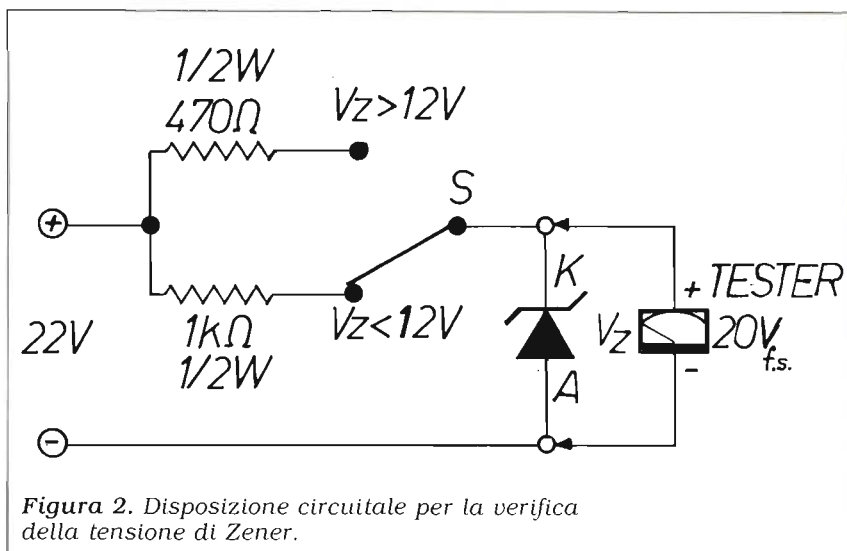 1/2W
470Ω
Vz>12V
S
+
K
+ TESTER
22V
1kΩ
1/2W
Vz<12V
Vz
20V
f.s.
A
-
-
Figura 2. Disposizione circuitale per la verifica
della tensione di Zener.